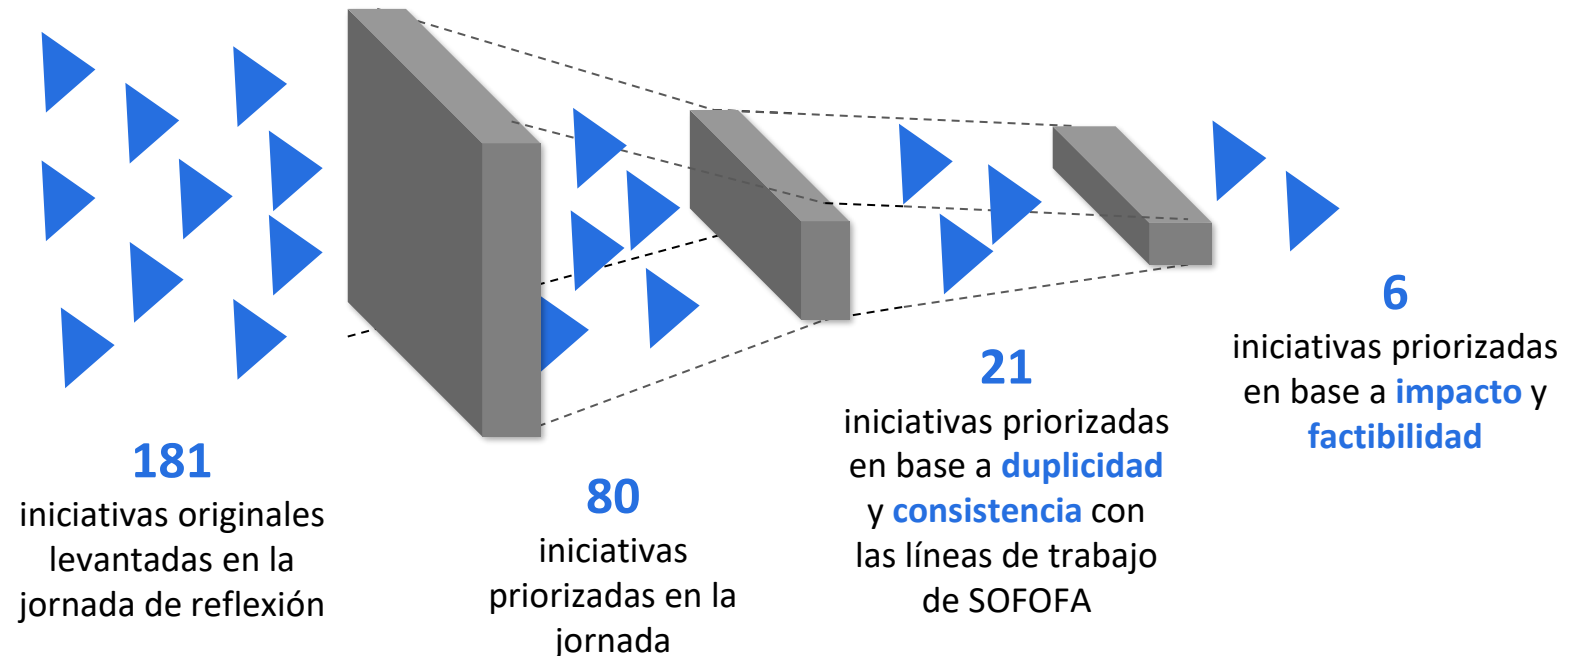 181
iniciativas originales
levantadas en la
jornada de reflexión
80
iniciativas
priorizadas en la
jornada
21
iniciativas priorizadas
en base a duplicidad
y consistencia con
las líneas de trabajo
de SOFOFA
6
iniciativas priorizadas
en base a impacto y
factibilidad